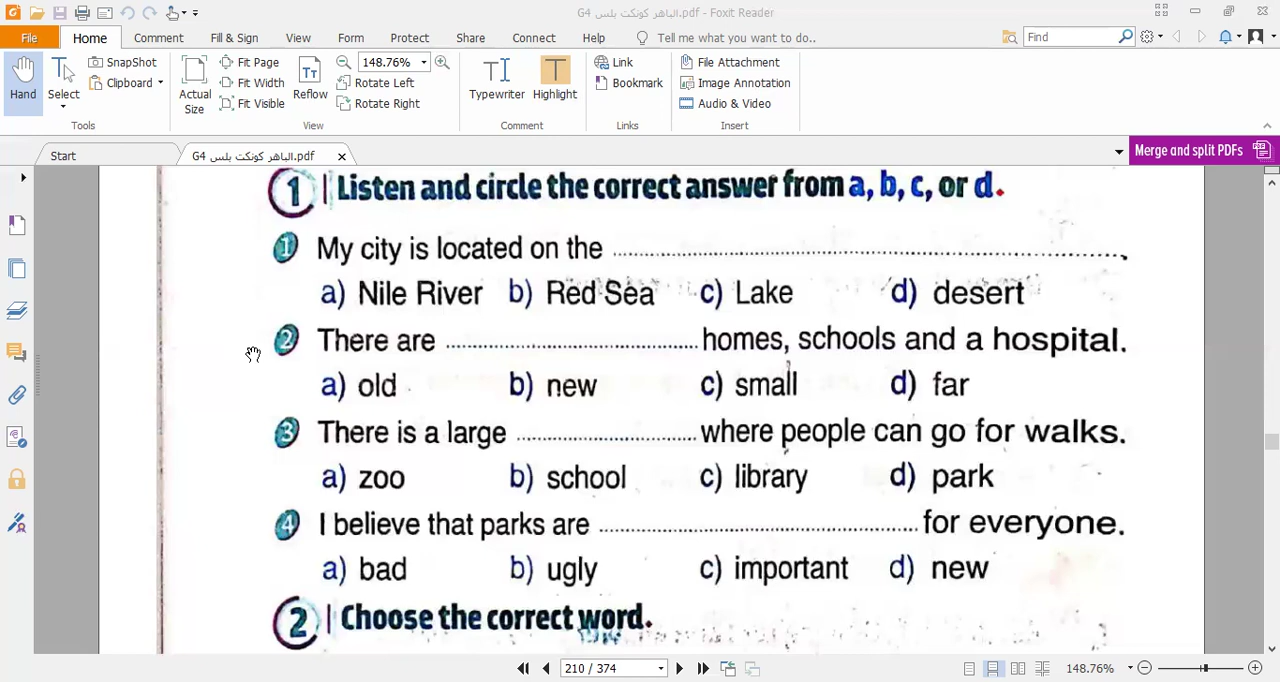 G4 الباهر كونكت بلس.pdf - Foxit Reader
File Home Comment Fill & Sign View Form Protect Share Connect Help Tell me what you want to do.. Find
Hand Select SnapShot Clipboard Actual Size Fit Page Fit Width Fit Visible Reflow 148.76% Rotate Left Rotate Right Typewriter Highlight Link Bookmark File Attachment Image Annotation Audio & Video
Tools View Comment Links Insert
Start G4 الباهر كونكت بلس.pdf Merge and split PDFs
1 Listen and circle the correct answer from a, b, c, or d.
1 My city is located on the ........................
a) Nile River b) Red Sea c) Lake d) desert
2 There are ........................ homes, schools and a hospital.
a) old b) new c) small d) far
3 There is a large ........................ where people can go for walks.
a) zoo b) school c) library d) park
4 I believe that parks are ........................ for everyone.
a) bad b) ugly c) important d) new
2 Choose the correct word.
210 / 374 148.76%